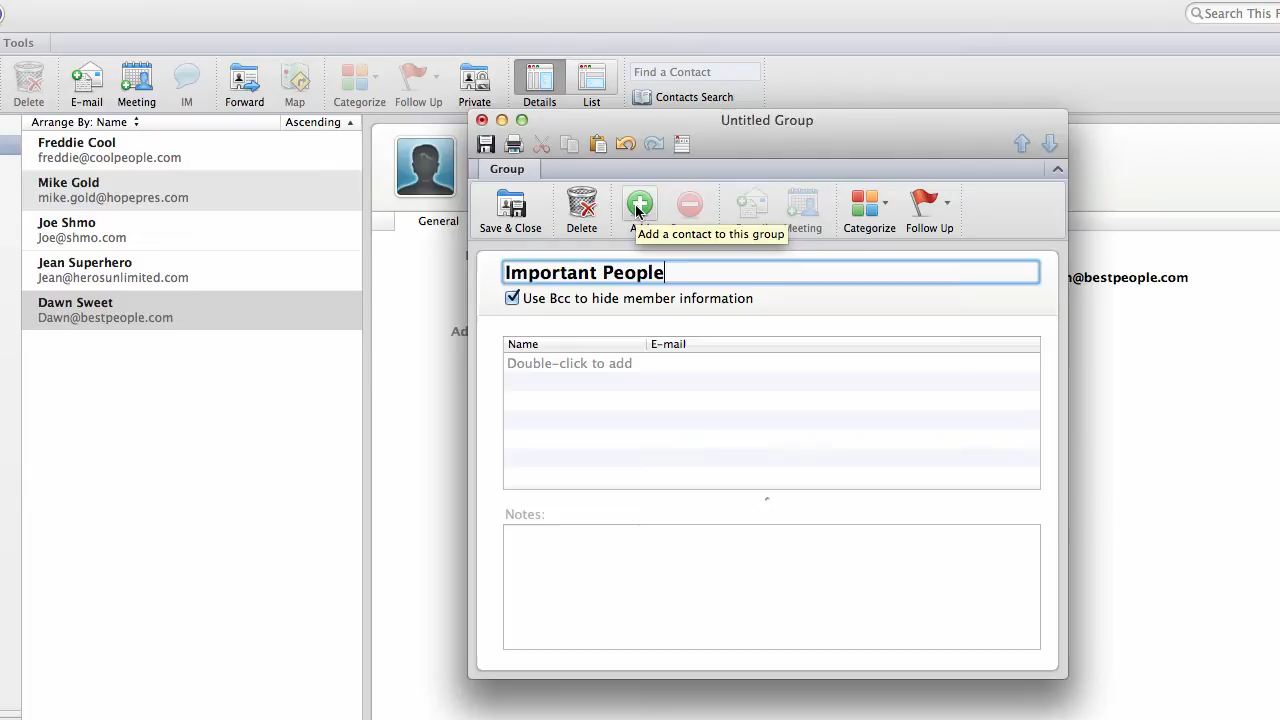 Search This F
Tools
Delete
E-mail
Meeting
IM
Forward
Map
Categorize
Follow Up
Private
Details
List
Find a Contact
Contacts Search
Arrange By: Name
Ascending
Freddie Cool
freddie@coolpeople.com
Mike Gold
mike.gold@hopepres.com
Joe Shmo
Joe@shmo.com
Jean Superhero
Jean@herosunlimited.com
Dawn Sweet
Dawn@bestpeople.com
General
Ad
n@bestpeople.com
Untitled Group
Group
Save & Close
Delete
Add a contact to this group
eeting
Categorize
Follow Up
Important People
Use Bcc to hide member information
Name
E-mail
Double-click to add
Notes: